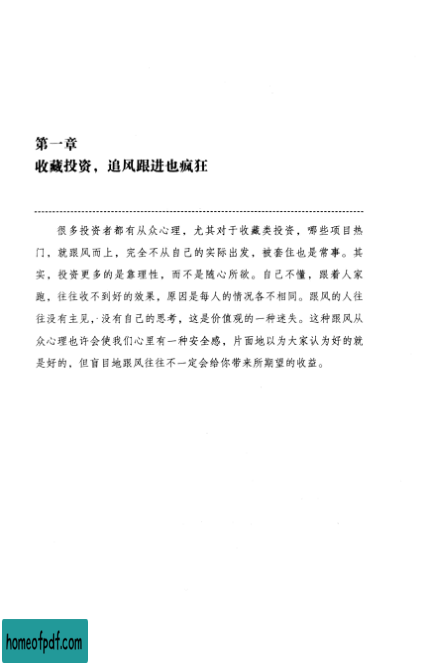 第一章
收藏投资，追风跟进也疯狂
很多投资者都有从众心理，尤其对于收藏类投资，哪些项目热
门，就跟风而上，完全不从自己的实际出发，被套住也是常事。其
实，投资更多的是靠理性，而不是随心所欲。自己不懂，跟着人家
跑，往往收不到好的效果，原因是每人的情况各不相同。跟风的人往
往没有主见，没有自己的思考，这是价值观的一种迷失。这种跟风从
众心理也许会使我们心里有一种安全感，片面地以为大家认为好的就
是好的，但盲目地跟风往往不一定会给你带来所期望的收益。
homeofpdf.com